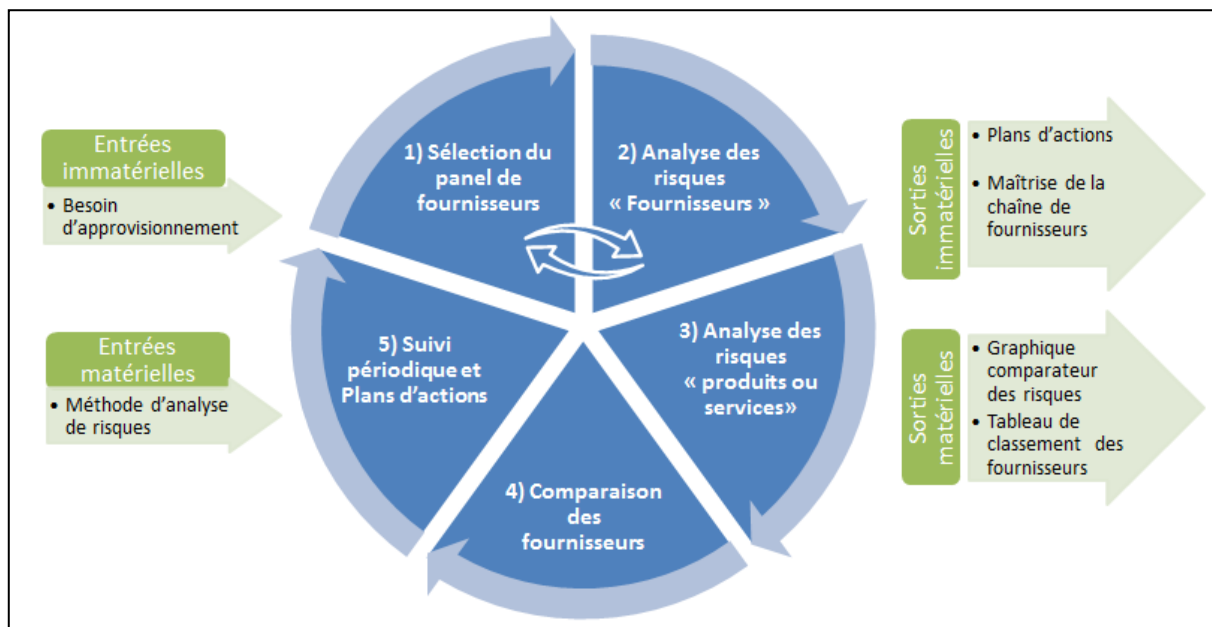 Entrées
immatérielles
• Besoin
d'approvisionnement
Entrées
matérielles
• Méthode d'analyse
de risques
1) Sélection du
panel de
fournisseurs
2) Analyse des
risques
« Fournisseurs »
3) Analyse des
risques
« produits ou
services»
4) Comparaison
des
fournisseurs
5) Suivi
périodique et
Plans d'actions
Sorties
immatérielles
• Plans d'actions
• Maîtrise de la
chaîne de
fournisseurs
Sorties
matérielles
• Graphique
comparateur
des risques
• Tableau de
classement des
fournisseurs